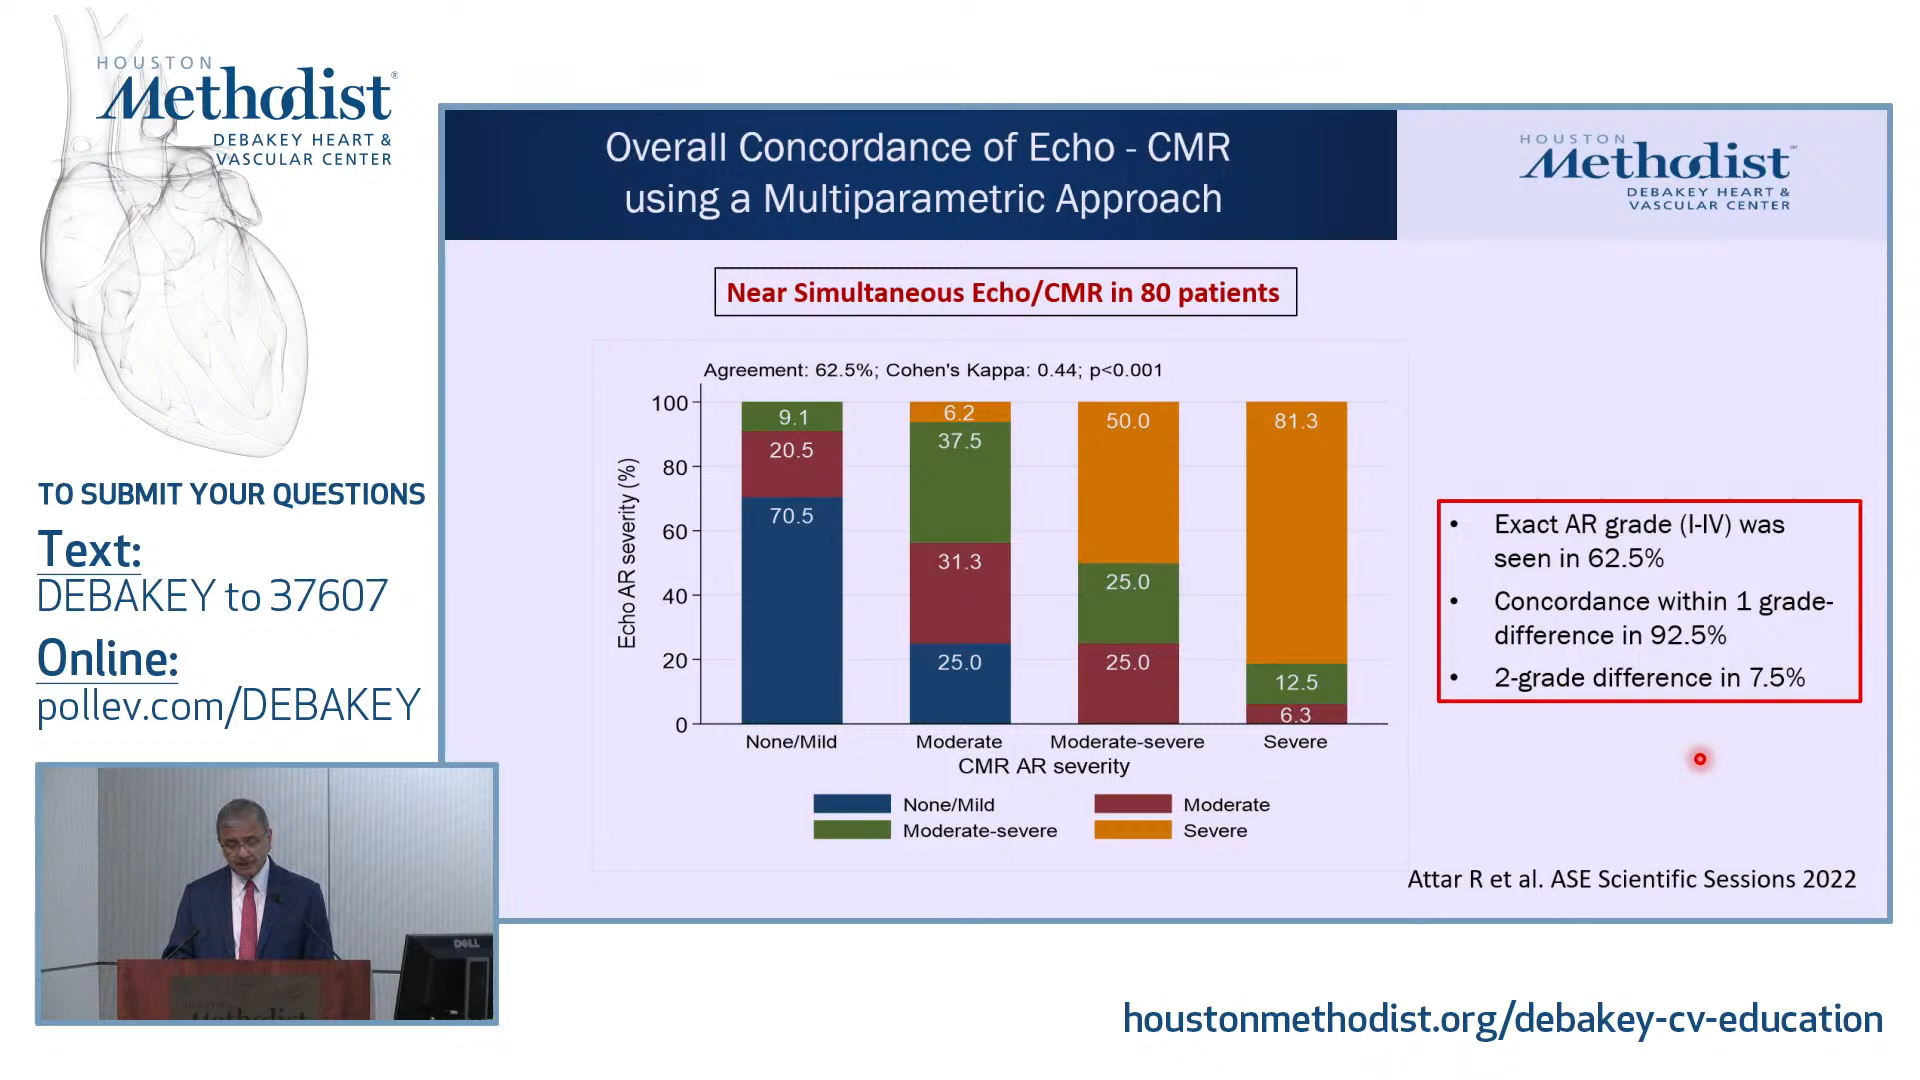 HOUSTON
Methodist®
DEBAKEY HEART &
VASCULAR CENTER
TO SUBMIT YOUR QUESTIONS
Text:
DEBAKEY to 37607
Online:
pollev.com/DEBAKEY
Overall Concordance of Echo - CMR
using a Multiparametric Approach
HOUSTON
Methodist
DEBAKEY HEART &
VASCULAR CENTER
Near Simultaneous Echo/CMR in 80 patients
Agreement: 62.5%; Cohen's Kappa: 0.44; p<0.001
Echo AR severity (%)
100
80
60
40
20
0
9.1
20.5
70.5
6.2
37.5
31.3
25.0
50.0
25.0
25.0
81.3
12.5
6.3
None/Mild Moderate Moderate-severe Severe
CMR AR severity
None/Mild Moderate
Moderate-severe Severe
• Exact AR grade (I-IV) was
seen in 62.5%
• Concordance within 1 grade-
difference in 92.5%
• 2-grade difference in 7.5%
Attar R et al. ASE Scientific Sessions 2022
DELL
Methodist
houstonmethodist.org/debakey-cv-education